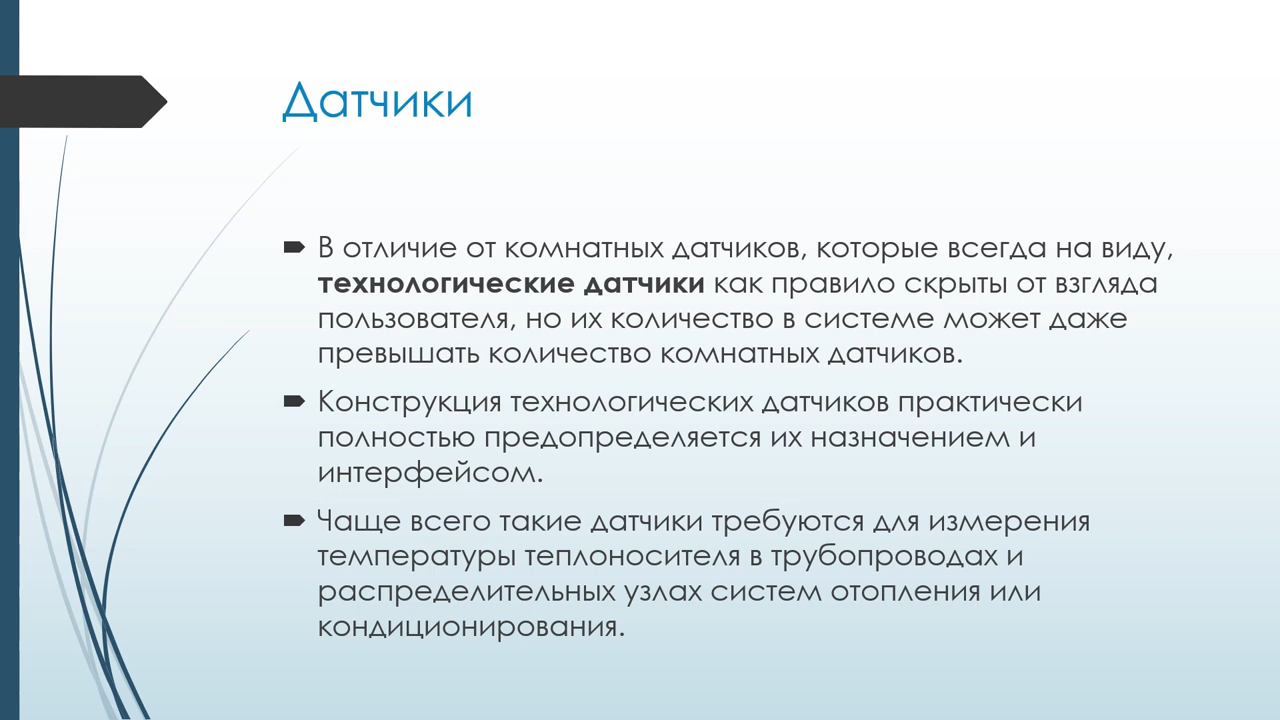 Датчики
В отличие от комнатных датчиков, которые всегда на виду,
технологические датчики как правило скрыты от взгляда
пользователя, но их количество в системе может даже
превышать количество комнатных датчиков.
Конструкция технологических датчиков практически
полностью предопределяется их назначением и
интерфейсом.
Чаще всего такие датчики требуются для измерения
температуры теплоносителя в трубопроводах и
распределительных узлах систем отопления или
кондиционирования.